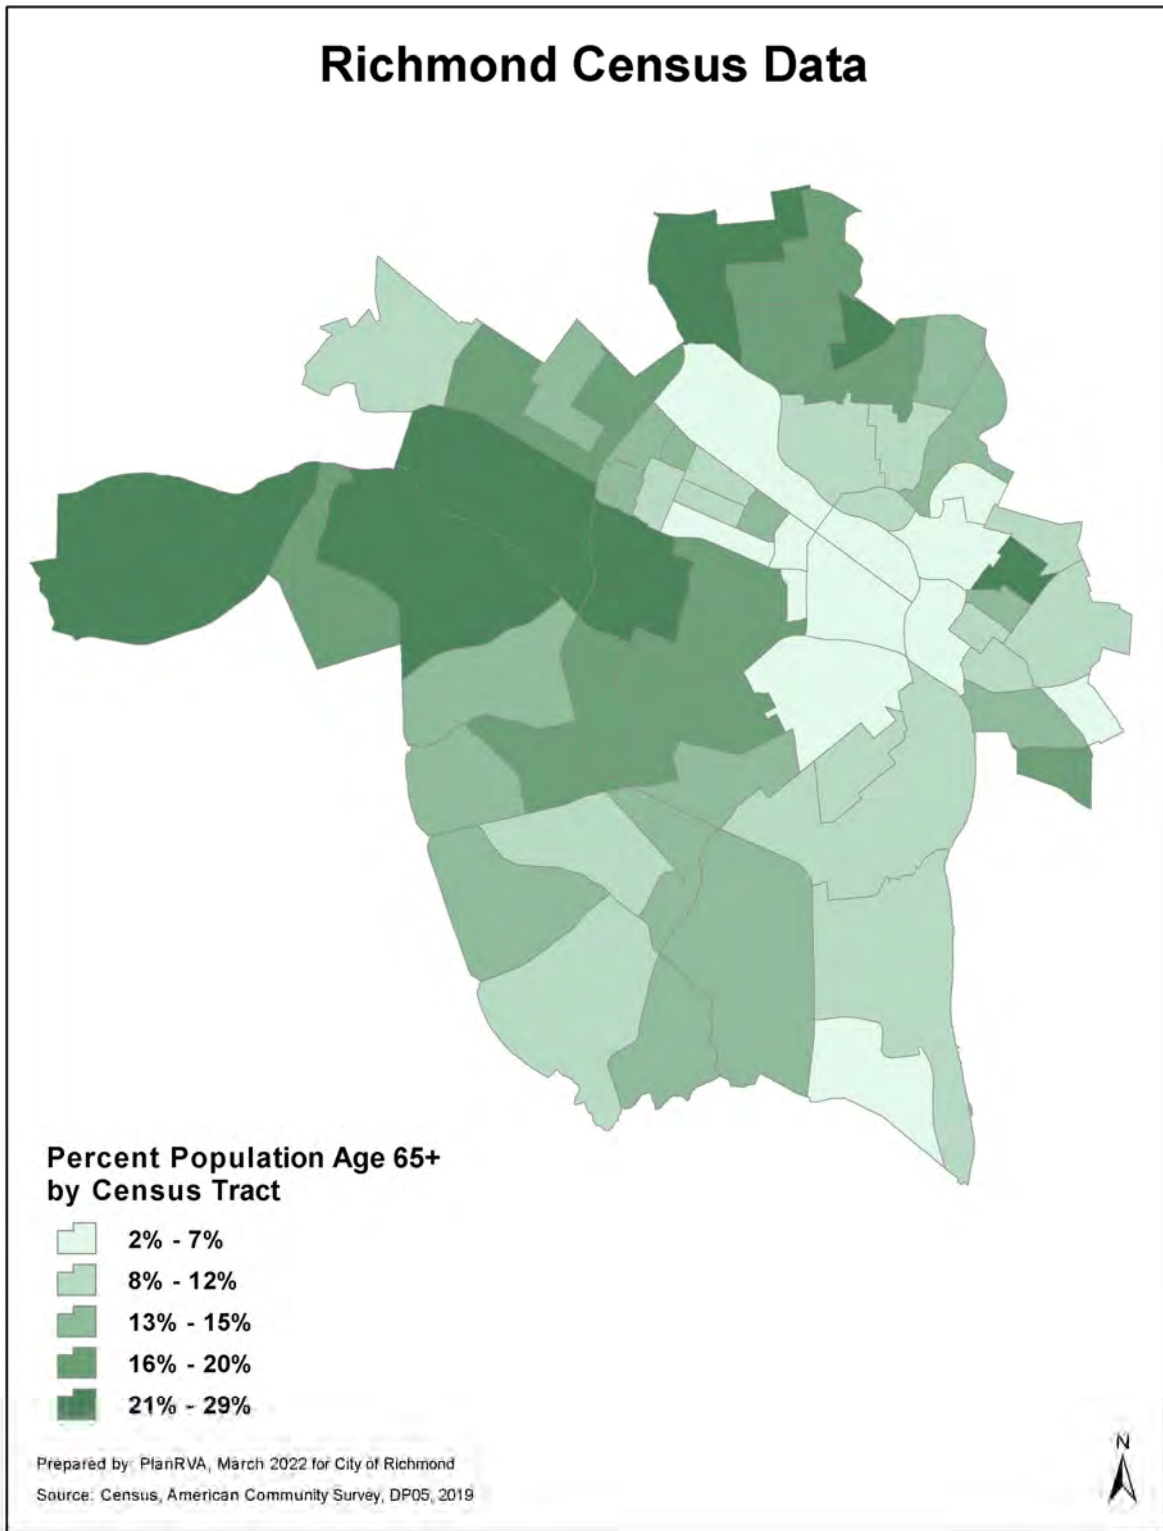 Richmond Census Data
Percent Population Age 65+
by Census Tract
2% - 7%
8% - 12%
13% - 15%
16% - 20%
21% - 29%
Prepared by: PlanRVA, March 2022 for City of Richmond
Source: Census, American Community Survey, DP05, 2019
N